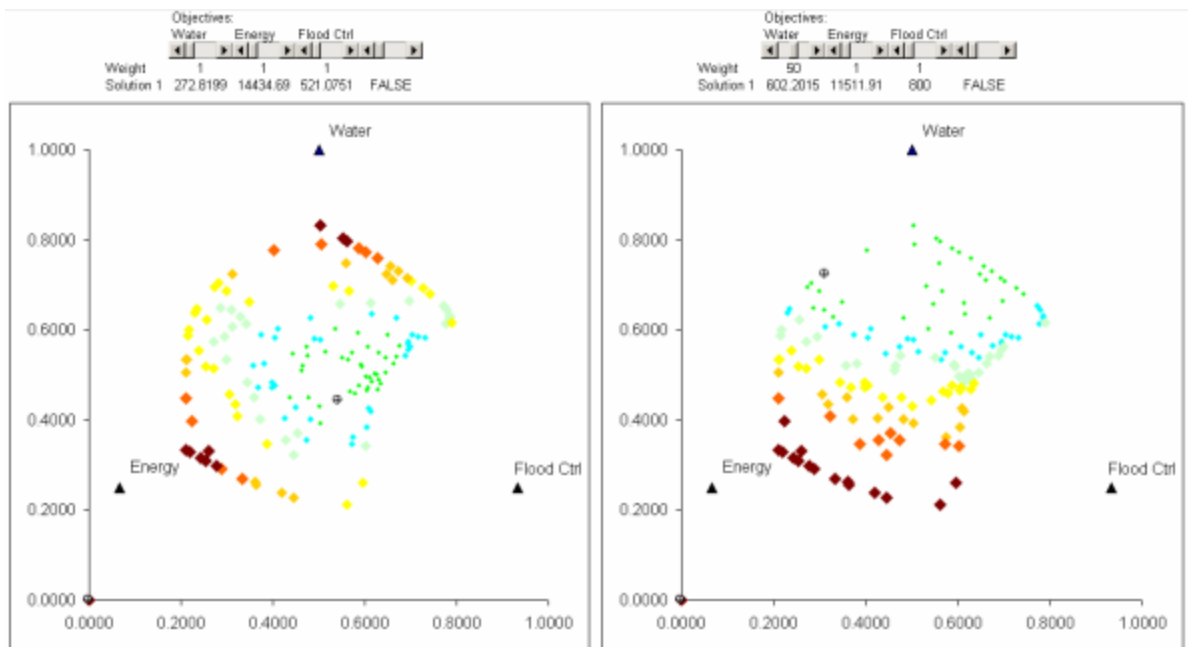 Objectives:
Water Energy Flood Ctrl
Weight 1 1 1
Solution 1 272.8199 14434.69 521.0751 FALSE
Water
1.0000
0.8000
0.6000
0.4000
Energy
Flood Ctrl
0.2000
0.0000
0.0000 0.2000 0.4000 0.6000 0.8000 1.0000
Objectives:
Water Energy Flood Ctrl
Weight 50 1 1
Solution 1 602.2015 11511.91 800 FALSE
Water
1.0000
0.8000
0.6000
0.4000
Energy
Flood Ctrl
0.2000
0.0000
0.0000 0.2000 0.4000 0.6000 0.8000 1.0000